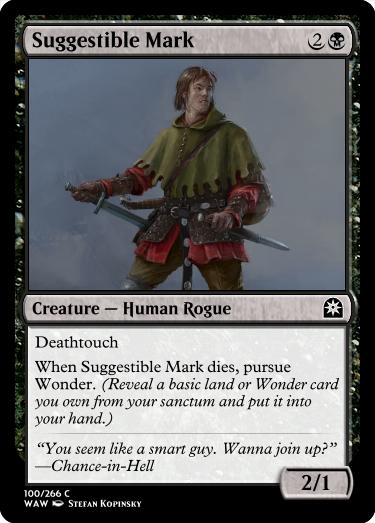 Suggestible Mark 2
Creature — Human Rogue
Deathtouch
When Suggestible Mark dies, pursue
Wonder. (Reveal a basic land or Wonder card
you own from your sanctum and put it into
your hand.)
“You seem like a smart guy. Wanna join up?”
—Chance-in-Hell
2/1
100/266 C
WAW Stefan Kopinsky